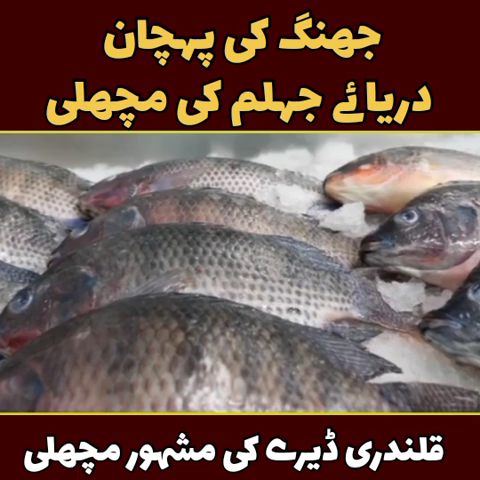 جھنگ کی پہچان
دریائے جہلم کی مچھلی
قلندری ڈیرے کی مشہور مچھلی